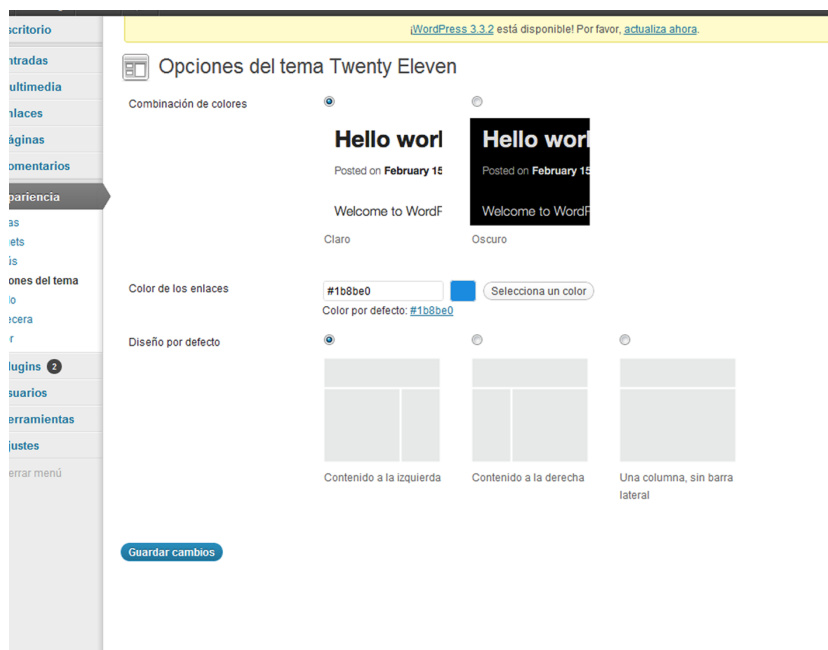 ¡WordPress 3.3.2 está disponible! Por favor, actualiza ahora.
scritorio
ntradas
ultimedia
nlaces
áginas
omentarios
pariencia
as
ets
ús
ones del tema
lo
ecera
r
lugins 2
suarios
erramientas
justes
errar menú
Opciones del tema Twenty Eleven
Combinación de colores
Hello worl
Posted on February 15
Welcome to WordF
Claro
Hello worl
Posted on February 15
Welcome to WordF
Oscuro
Color de los enlaces
#1b8be0
Selecciona un color
Color por defecto: #1b8be0
Diseño por defecto
Contenido a la izquierda
Contenido a la derecha
Una columna, sin barra
lateral
Guardar cambios